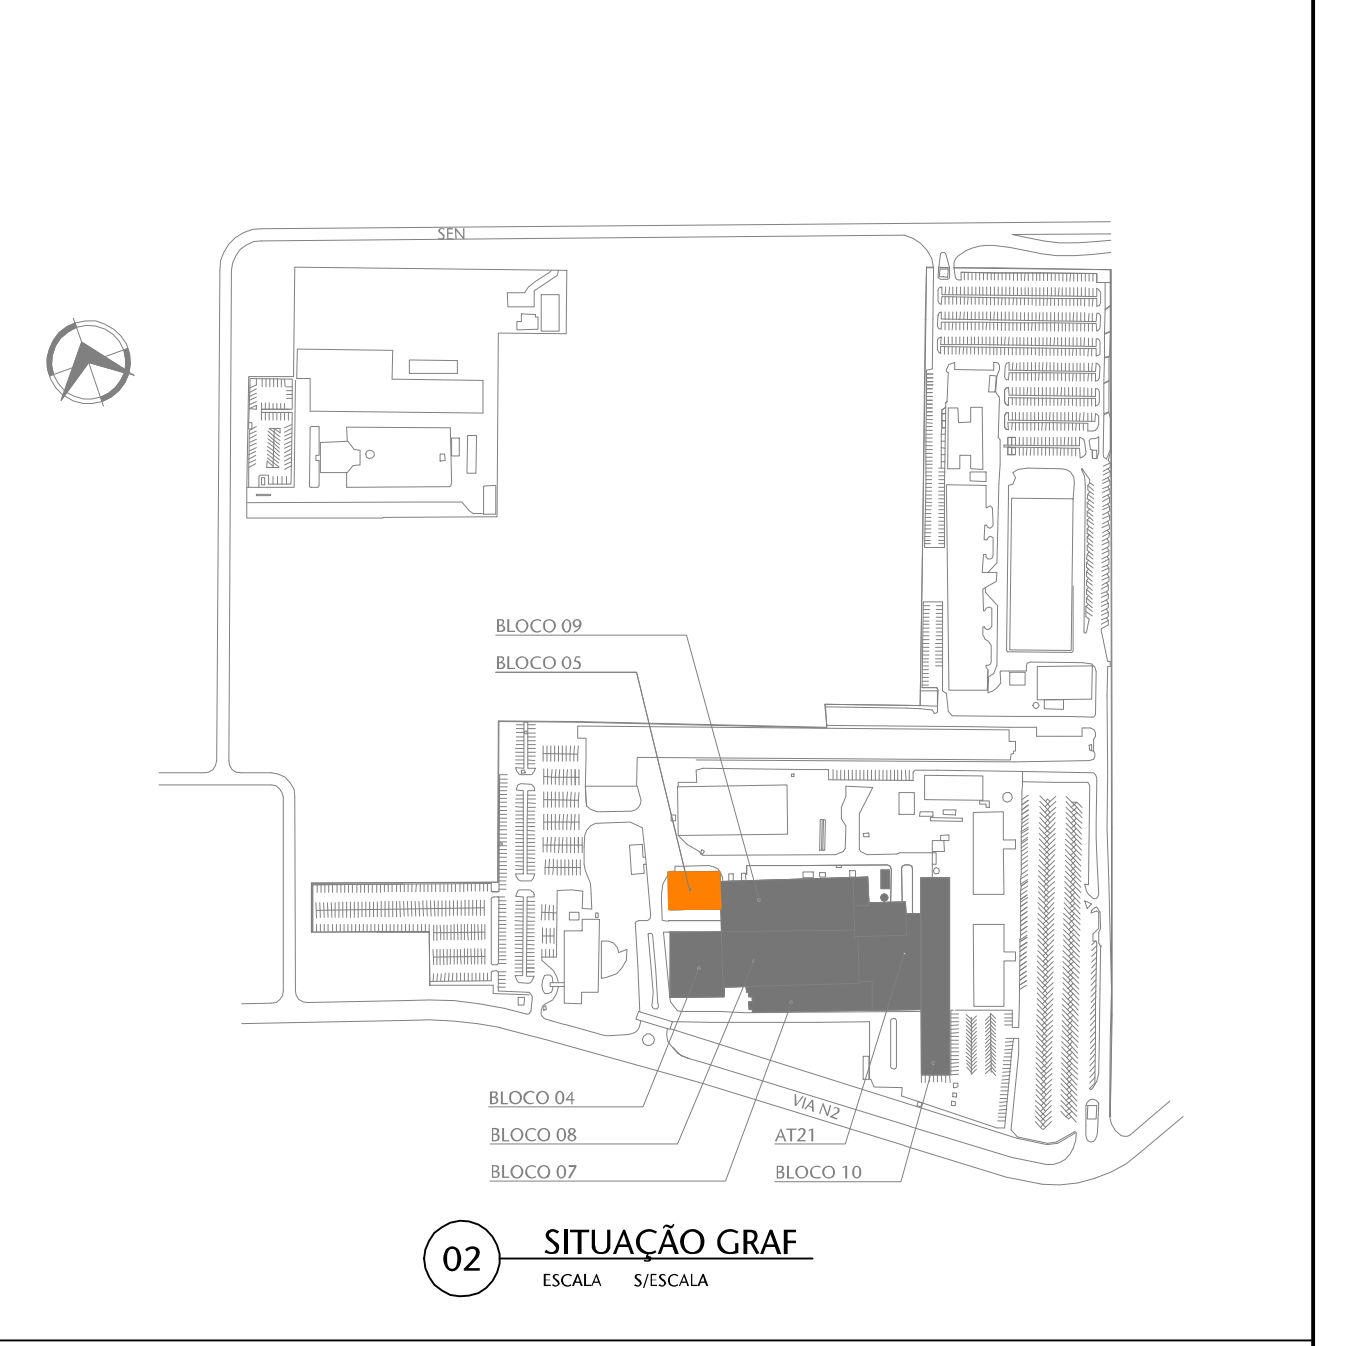 SEN
BLOCO 09
BLOCO 05
BLOCO 04
VIA N2
BLOCO 08
AT21
BLOCO 07
BLOCO 10
02
SITUAÇÃO GRAF
ESCALA S/ESCALA